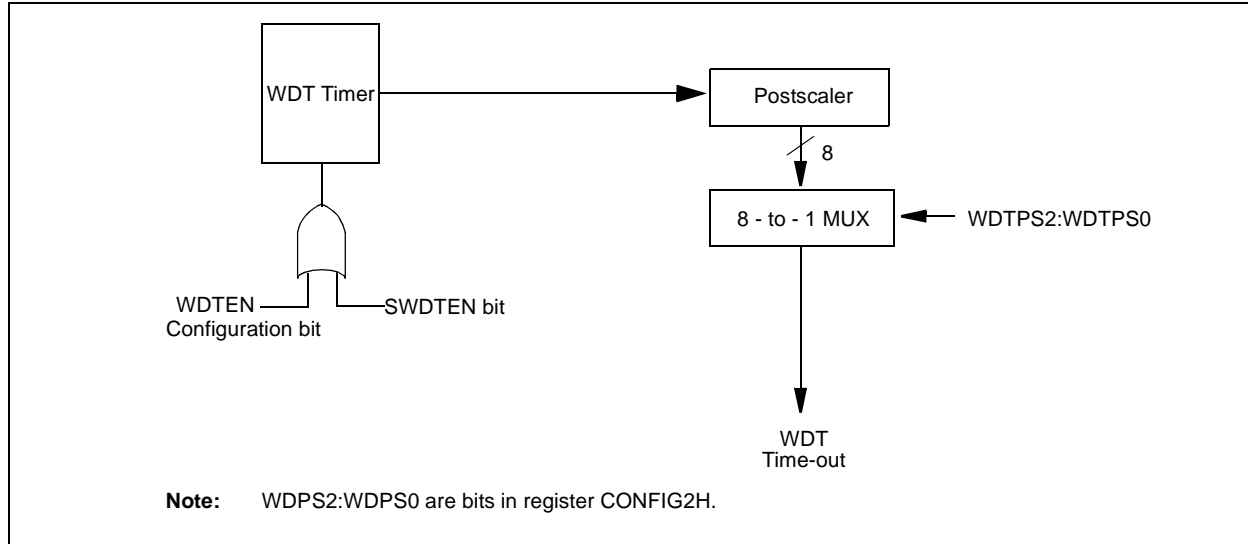 WDT Timer
Postscaler
8
8 - to - 1 MUX
WDTPS2:WDTPS0
WDTEN
Configuration bit
SWDTEN bit
WDT
Time-out
Note: WDPS2:WDPS0 are bits in register CONFIG2H.